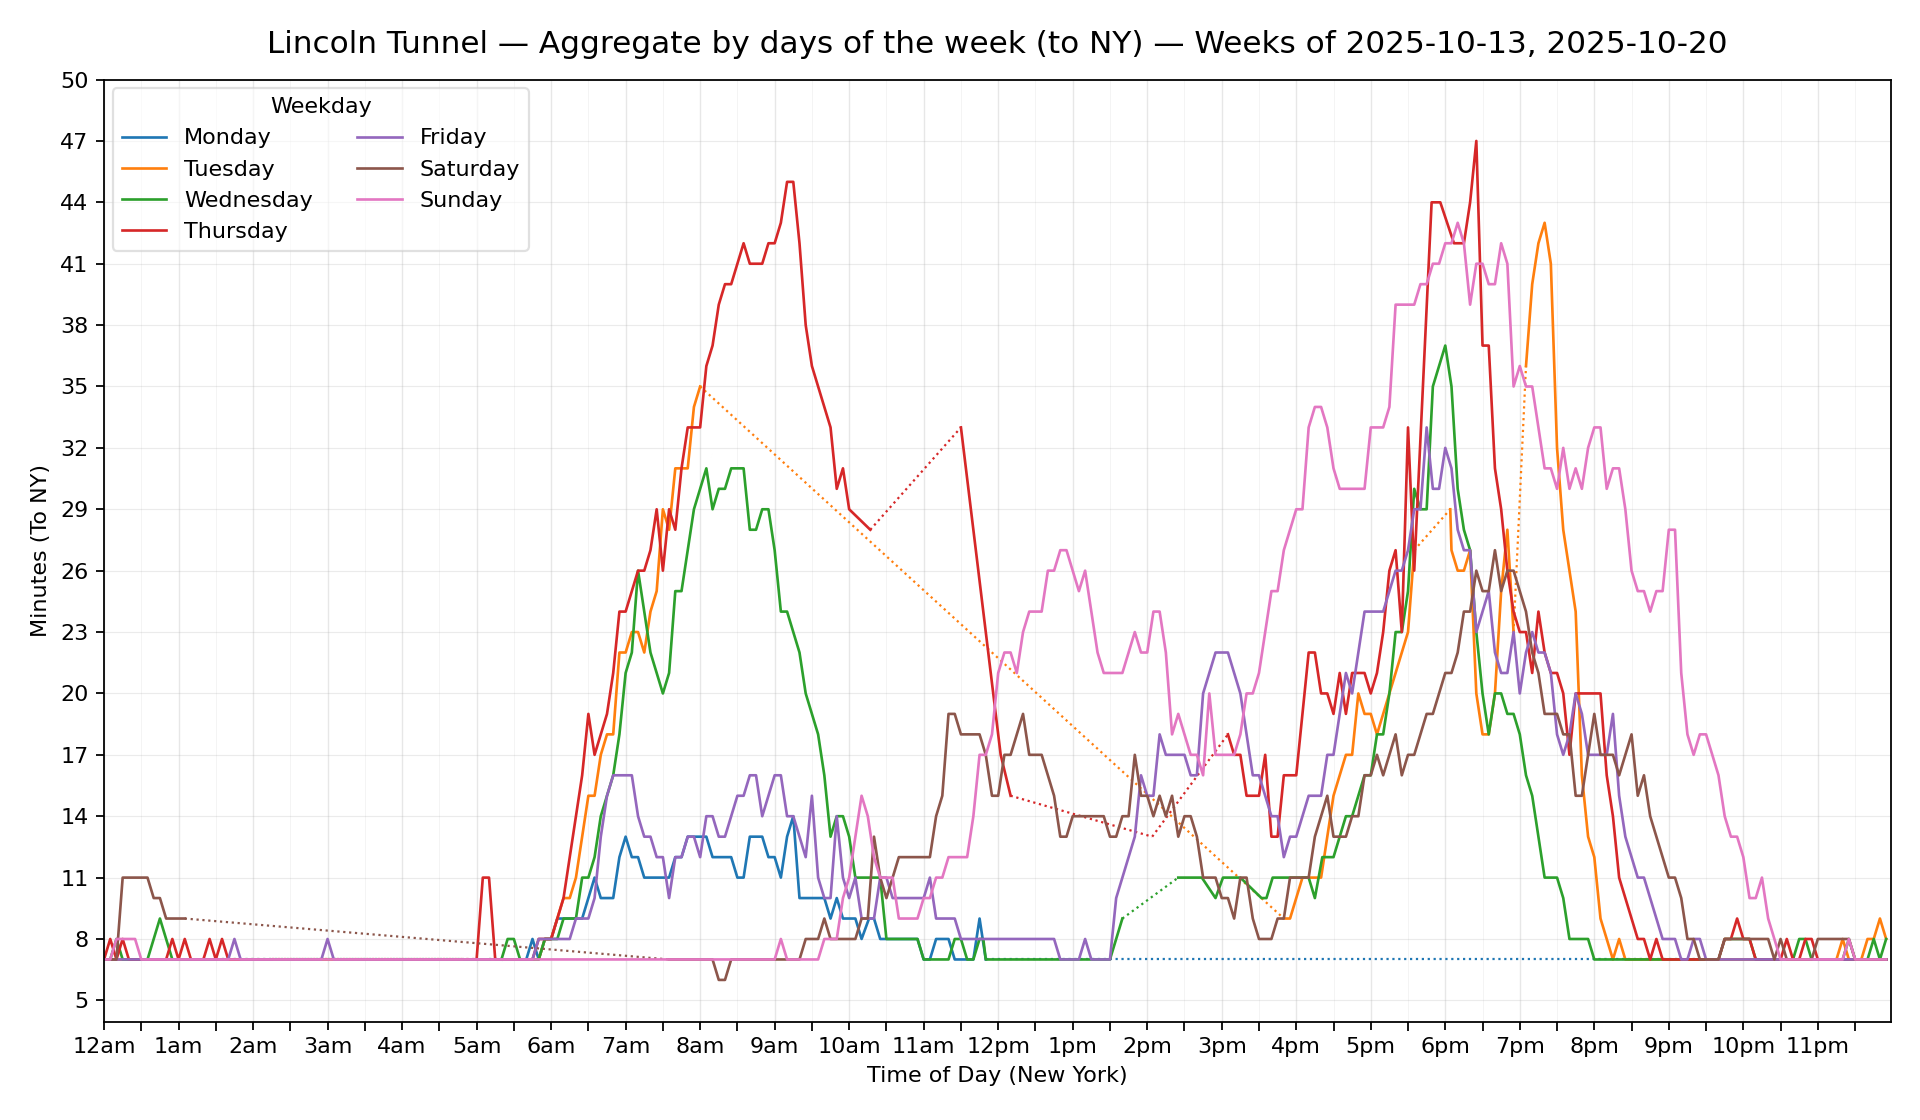 Lincoln Tunnel — Aggregate by days of the week (to NY) — Weeks of 2025-10-13, 2025-10-20
Weekday
Monday
Tuesday
Wednesday
Thursday
Friday
Saturday
Sunday
Minutes (To NY)
50
47
44
41
38
35
32
29
26
23
20
17
14
11
8
5
12am 1am 2am 3am 4am 5am 6am 7am 8am 9am 10am 11am 12pm 1pm 2pm 3pm 4pm 5pm 6pm 7pm 8pm 9pm 10pm 11pm
Time of Day (New York)